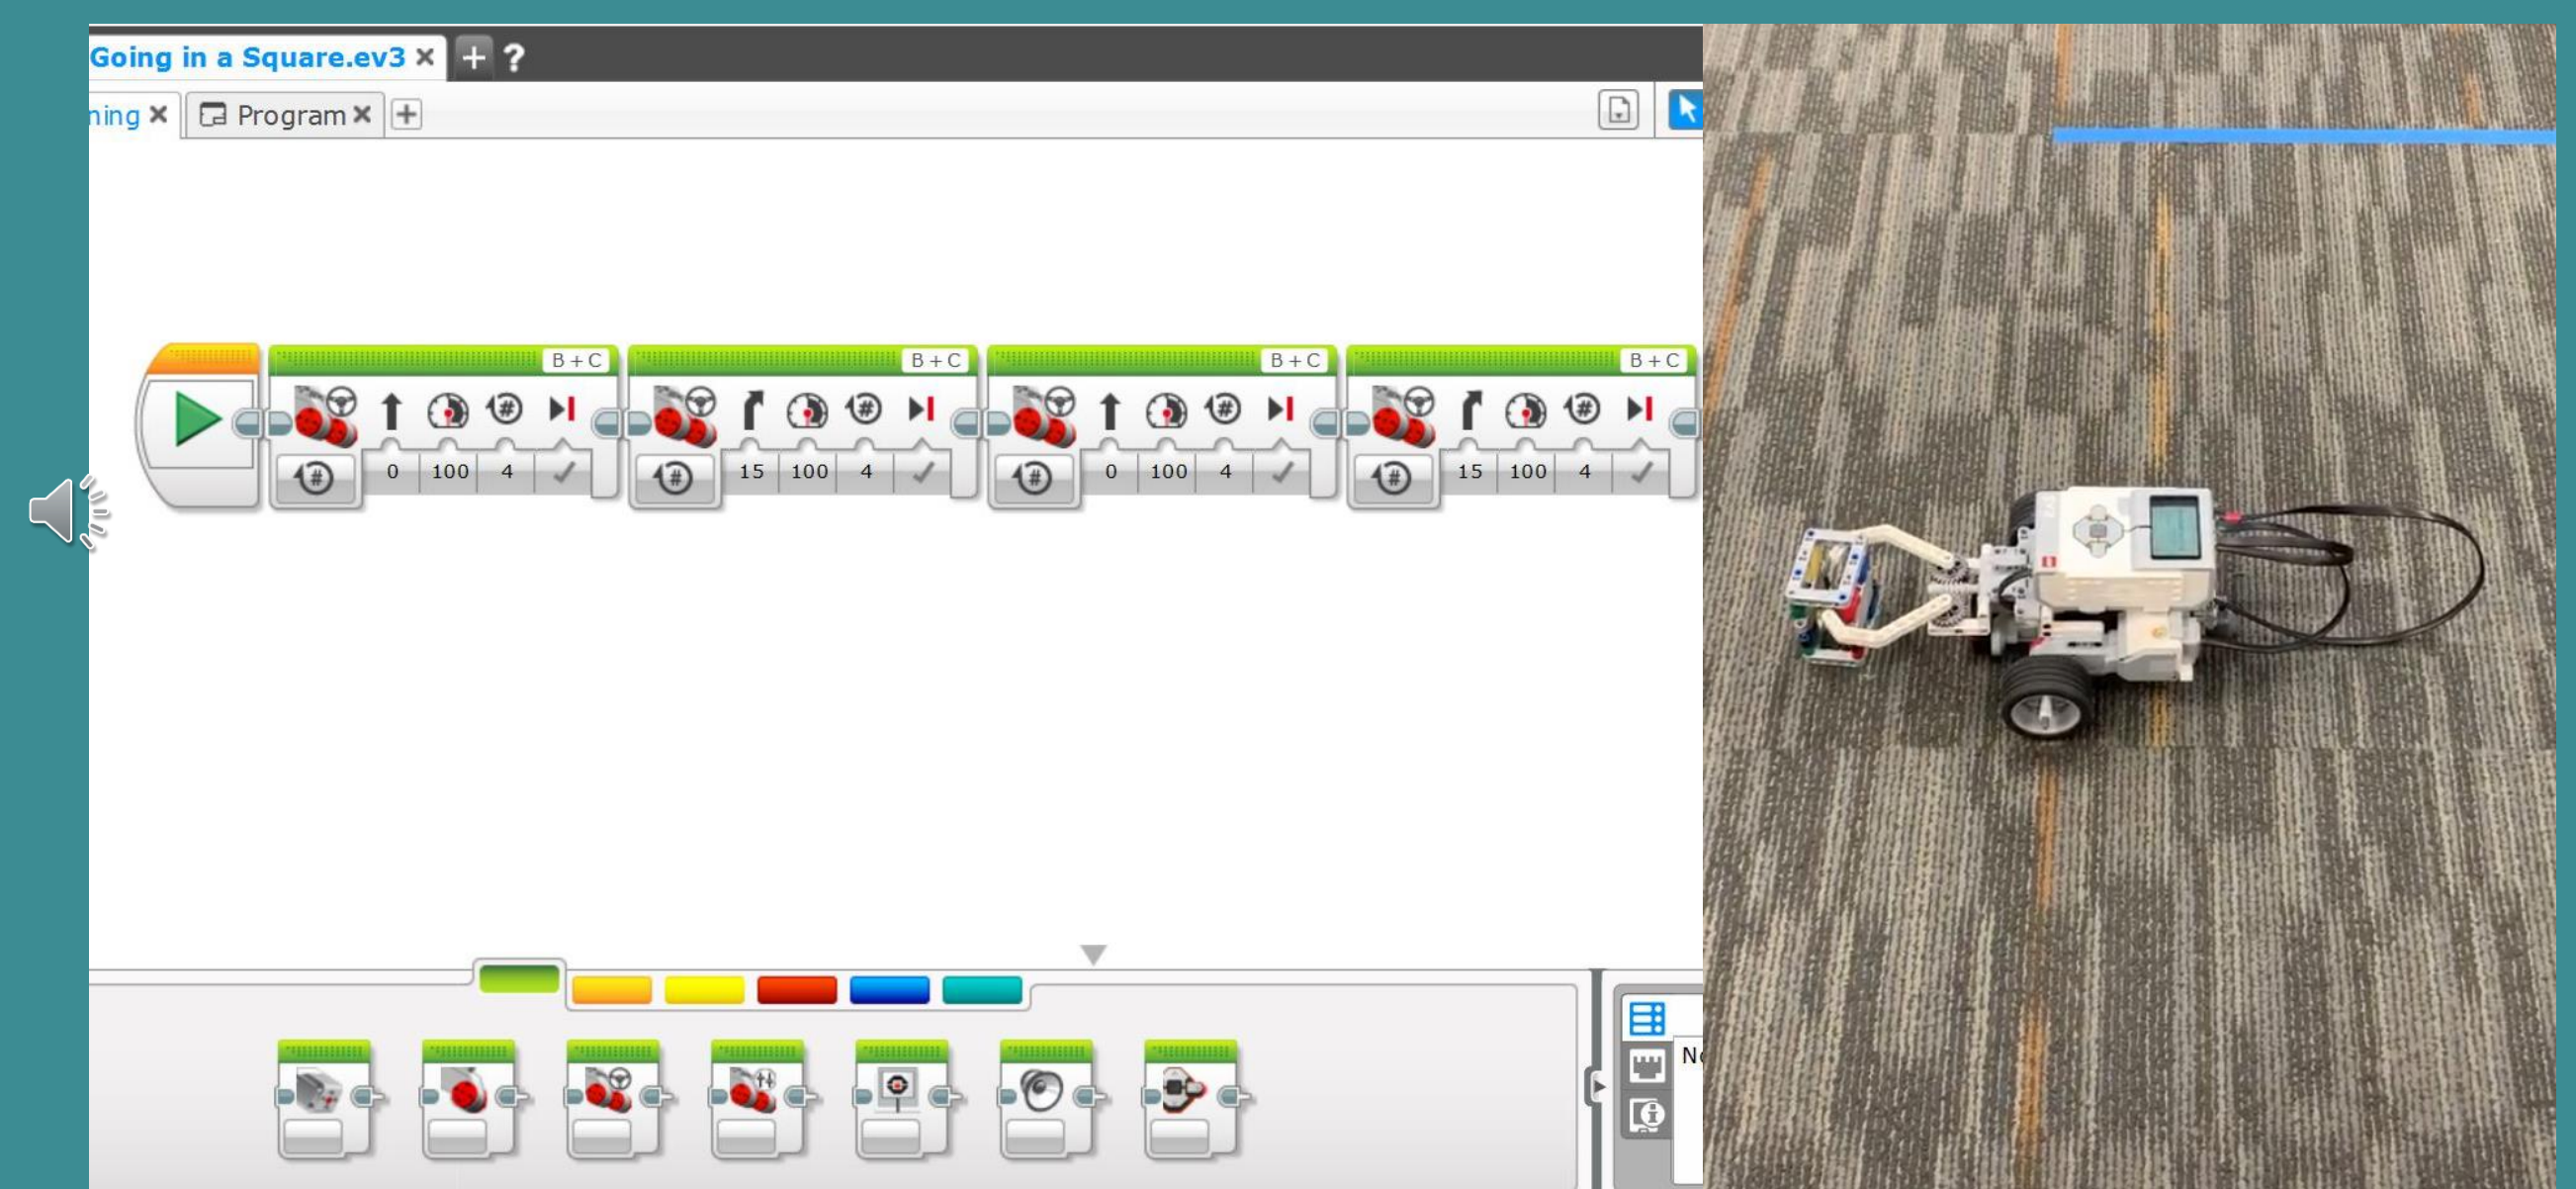 Going in a Square.ev3
ning Program
B + C B + C B + C B + C
0 100 4 15 100 4 0 100 4 15 100 4